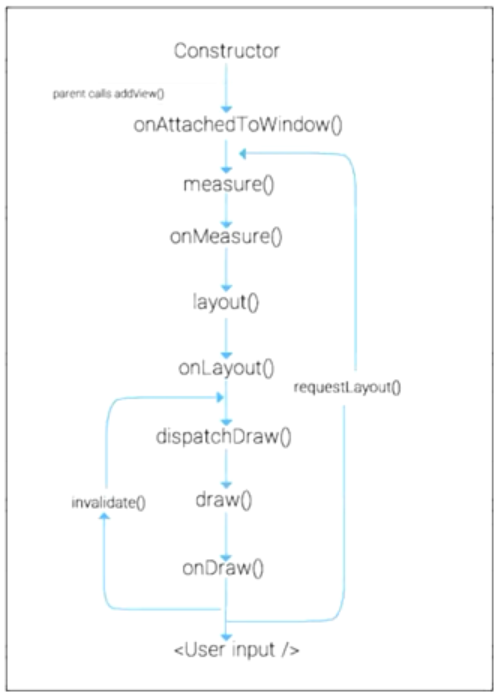 Constructor
parent calls addView()
onAttachedToWindow()
measure()
onMeasure()
layout()
onLayout()
requestLayout()
dispatchDraw()
invalidate()
draw()
onDraw()
<User input />